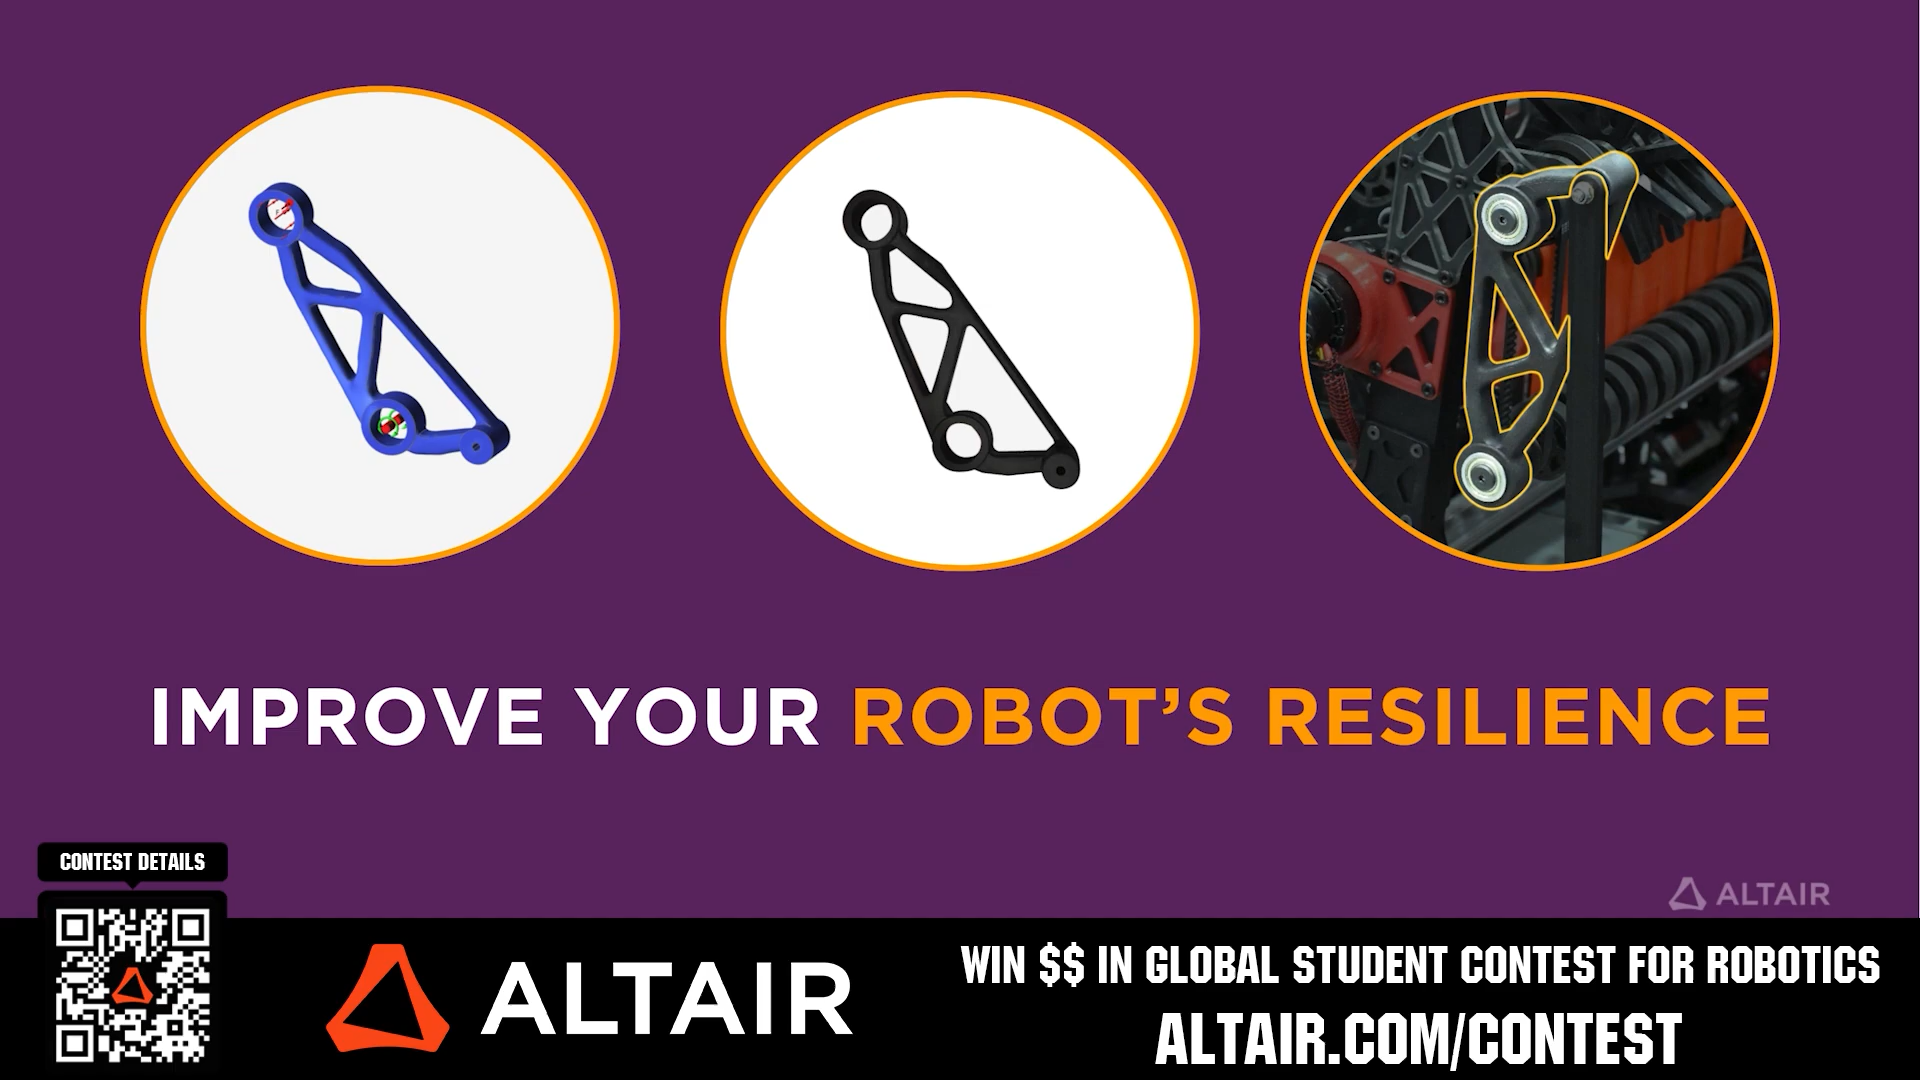 IMPROVE YOUR ROBOT'S RESILIENCE
CONTEST DETAILS
ALTAIR
ALTAIR
WIN $$ IN GLOBAL STUDENT CONTEST FOR ROBOTICS
ALTAIR.COM/CONTEST